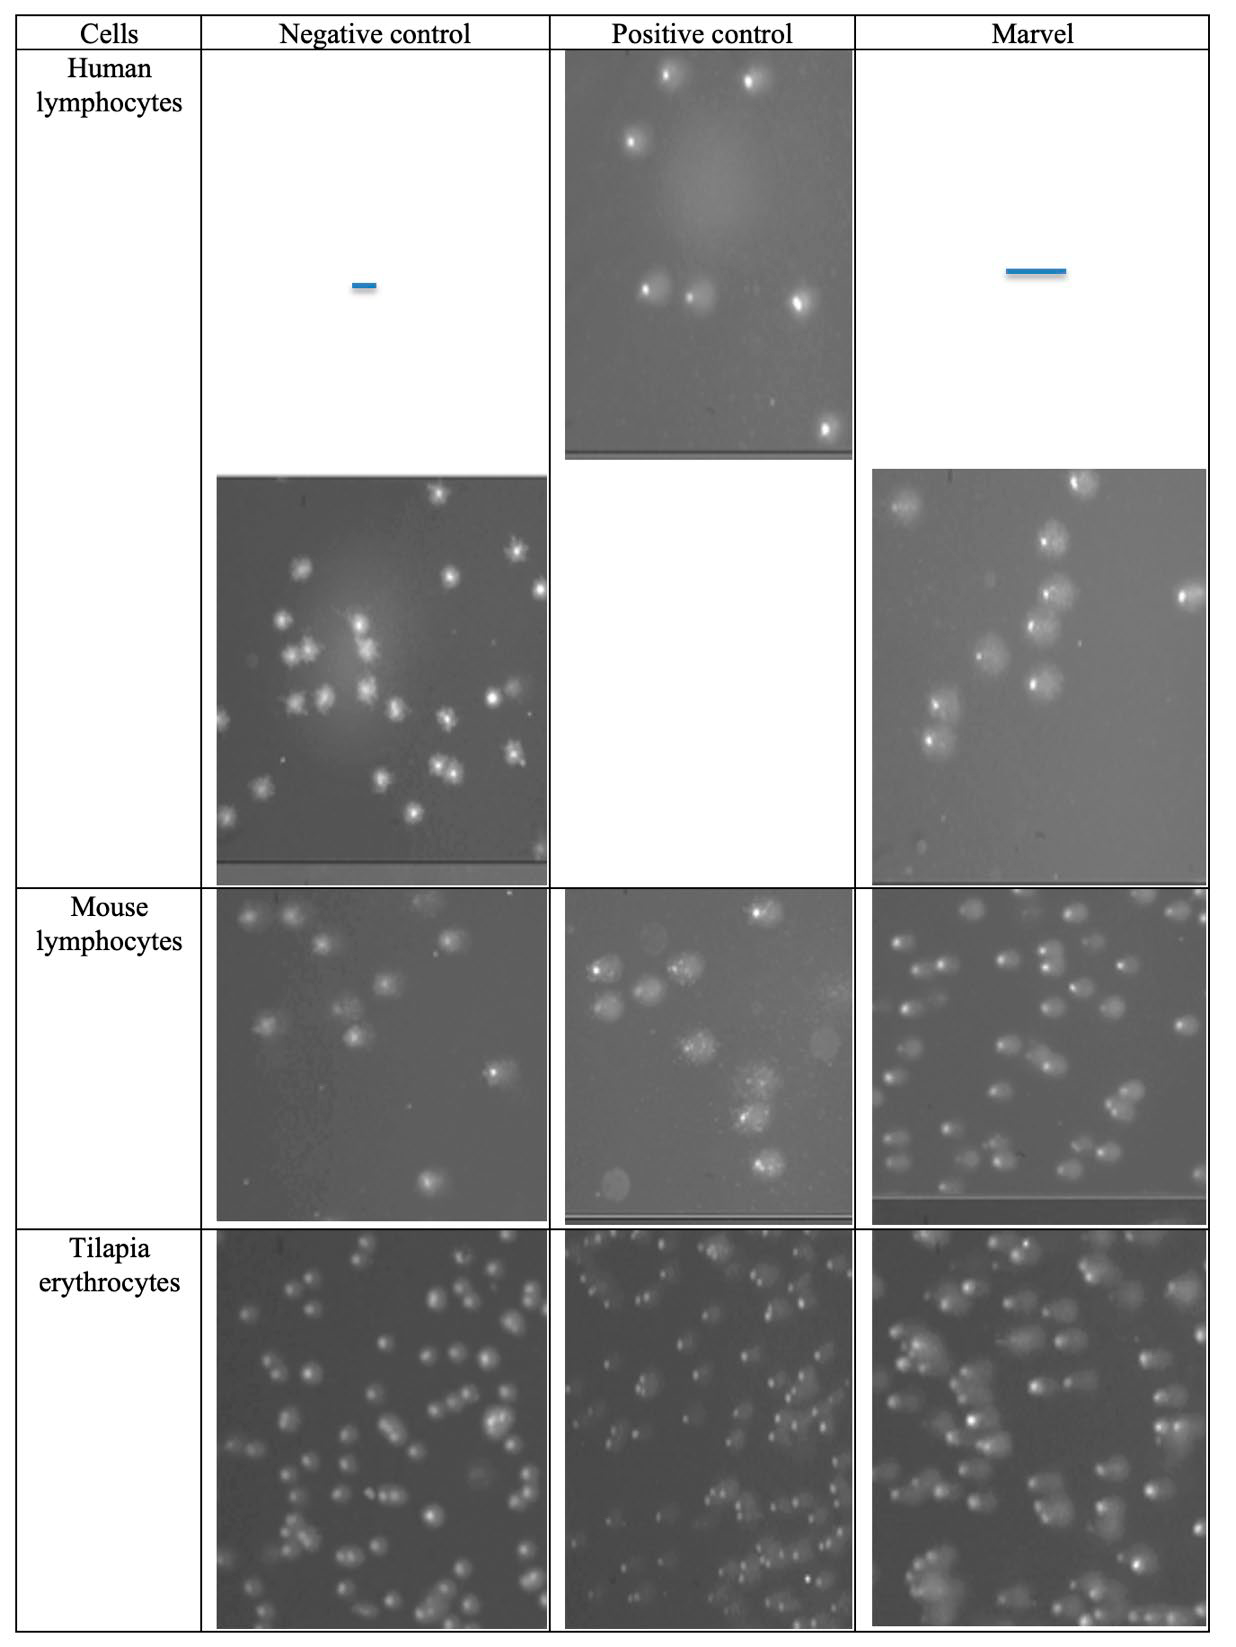 Cells
Negative control
Positive control
Marvel
Human
lymphocytes
Mouse
lymphocytes
Tilapia
erythrocytes